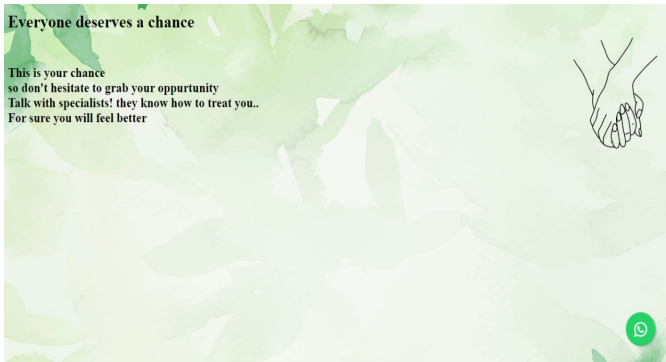 Everyone deserves a chance
This is your chance
so don't hesitate to grab your oppurtunity
Talk with specialists! they know how to treat you..
For sure you will feel better